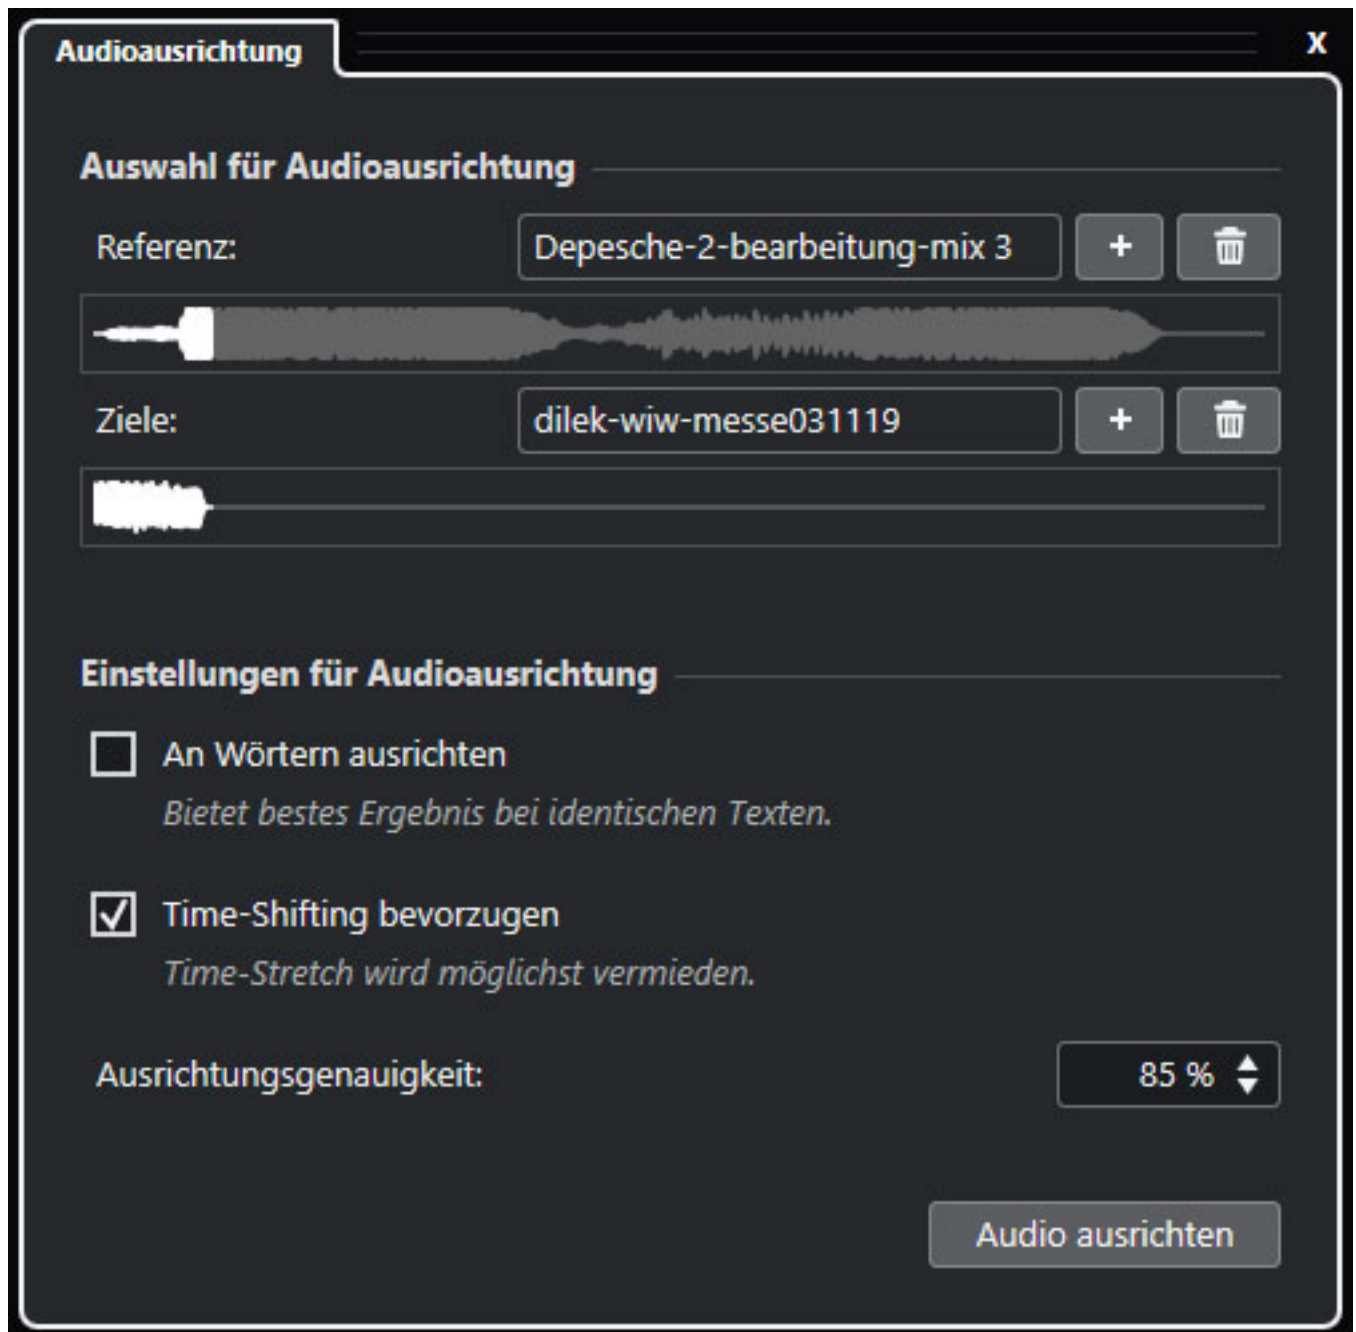 Audioausrichtung
X
Auswahl für Audioausrichtung
Referenz: Depesche-2-bearbeitung-mix 3 +
Ziele: dilek-wiw-messe031119 +
Einstellungen für Audioausrichtung
An Wörtern ausrichten
Bietet bestes Ergebnis bei identischen Texten.
Time-Shifting bevorzugen
Time-Stretch wird möglichst vermieden.
Ausrichtungsgenauigkeit: 85 %
Audio ausrichten